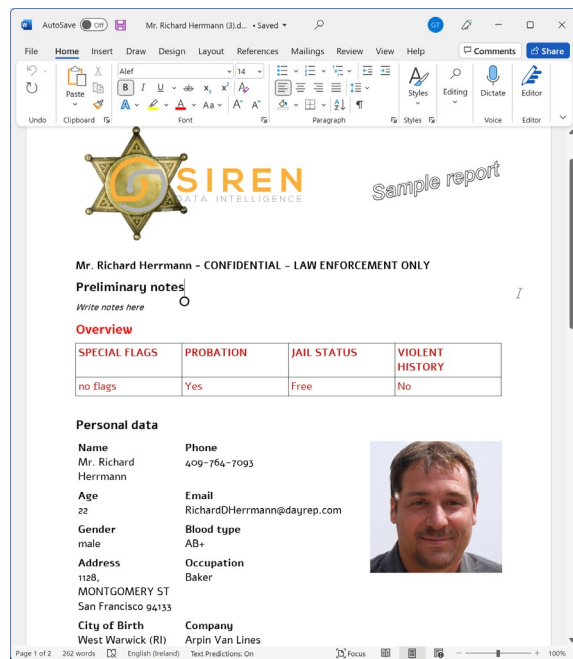 AutoSave Off Mr. Richard Herrmann (3).d... • Saved GT
File Home Insert Draw Design Layout References Mailings Review View Help Comments Share
Alef 14
Paste B I U ab x₂ x² A Styles Editing Dictate Editor
A A Aa A A
Undo Clipboard Font Paragraph Styles Voice Editor
SIREN
DATA INTELLIGENCE
Sample report
Mr. Richard Herrmann - CONFIDENTIAL - LAW ENFORCEMENT ONLY
Preliminary notes
Write notes here
Overview
SPECIAL FLAGS PROBATION JAIL STATUS VIOLENT
HISTORY
no flags Yes Free No
Personal data
Name Phone
Mr. Richard 409-764-7093
Herrmann
Age Email
22 RichardDHerrmann@dayrep.com
Gender Blood type
male AB+
Address Occupation
1128, Baker
MONTGOMERY ST
San Francisco 94133
City of Birth Company
West Warwick (RI) Arpin Van Lines
Page 1 of 2 262 words English (Ireland) Text Predictions: On Focus 100%